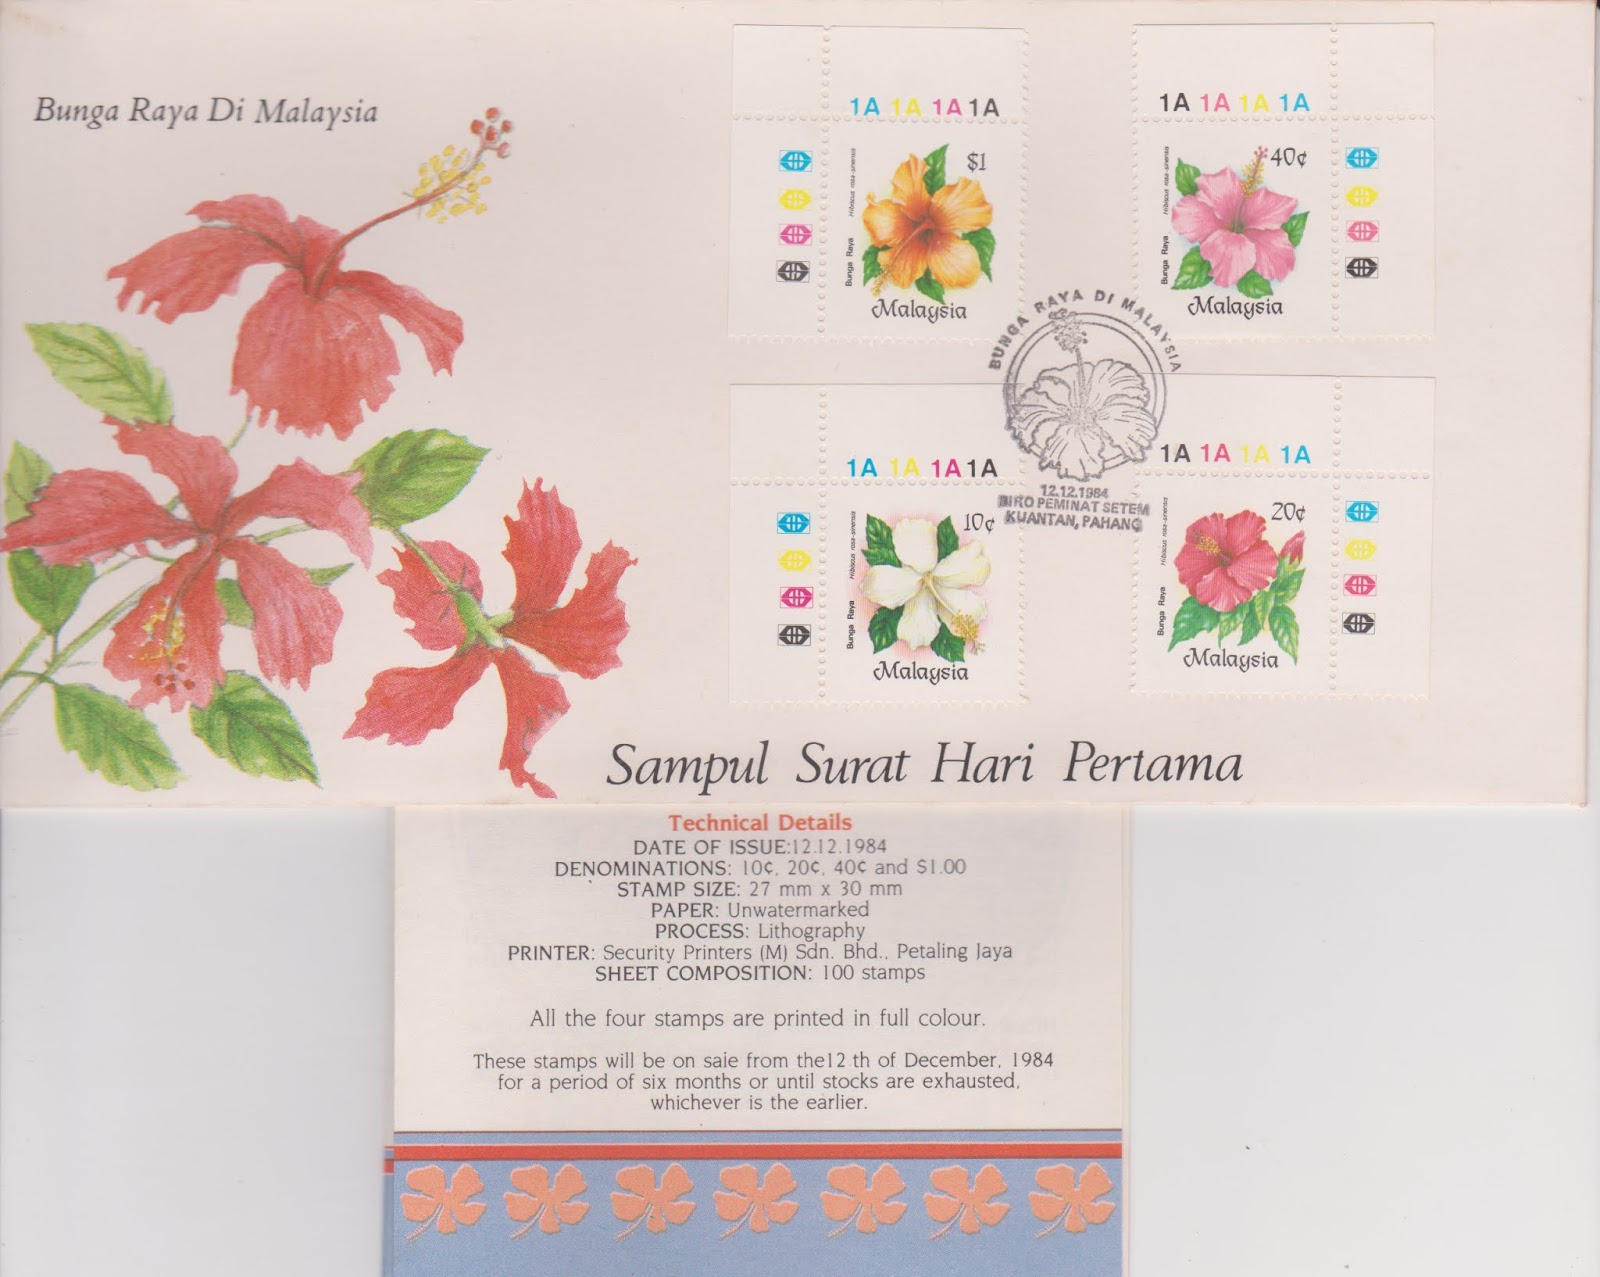 Bunga Raya Di Malaysia
1A 1A 1A 1A
$1
Hibiscus rosa-sinensis
Bunga Raya
Malaysia
1A 1A 1A 1A
40¢
Hibiscus rosa-sinensis
Bunga Raya
Malaysia
BUNGA RAYA DI MALAYSIA
12.12.1984
BIRO PEMINAT SETEM
KUANTAN, PAHANG
1A 1A 1A 1A
10¢
Hibiscus rosa-sinensis
Bunga Raya
Malaysia
1A 1A 1A 1A
20¢
Hibiscus rosa-sinensis
Bunga Raya
Malaysia
Sampul Surat Hari Pertama
Technical Details
DATE OF ISSUE:12.12.1984
DENOMINATIONS: 10¢, 20¢, 40¢ and $1.00
STAMP SIZE: 27 mm x 30 mm
PAPER: Unwatermarked
PROCESS: Lithography
PRINTER: Security Printers (M) Sdn. Bhd., Petaling Jaya
SHEET COMPOSITION: 100 stamps
All the four stamps are printed in full colour.
These stamps will be on sale from the12 th of December, 1984
for a period of six months or until stocks are exhausted,
whichever is the earlier.